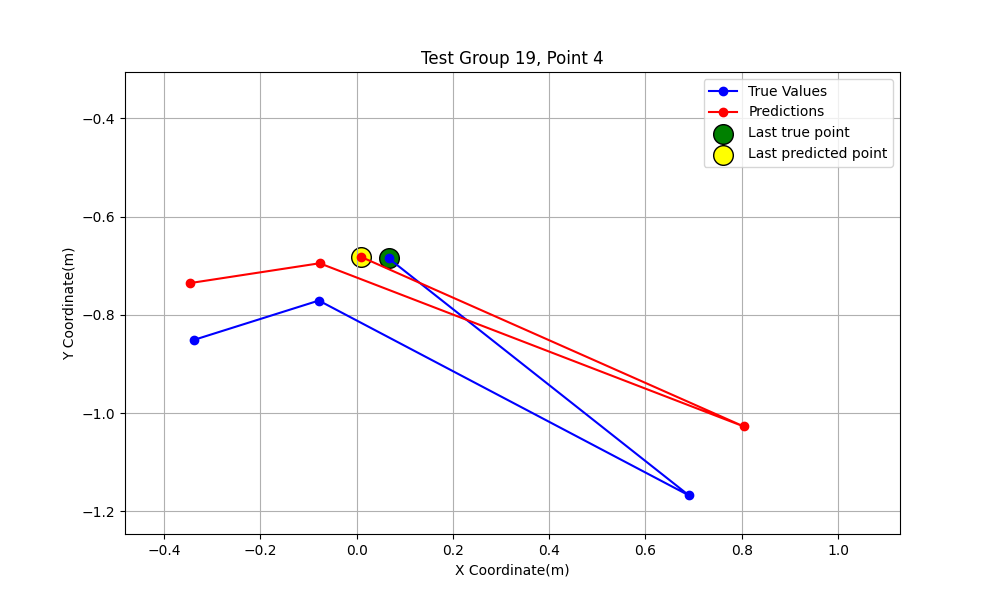 Test Group 19, Point 4
True Values
Predictions
Last true point
Last predicted point
Y Coordinate(m)
−0.4
−0.6
−0.8
−1.0
−1.2
−0.4
−0.2
0.0
0.2
0.4
0.6
0.8
1.0
X Coordinate(m)